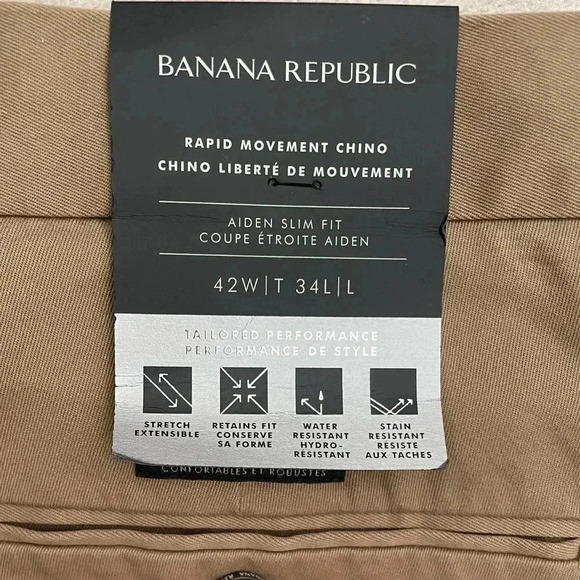 BANANA REPUBLIC
RAPID MOVEMENT CHINO
CHINO LIBERTÉ DE MOUVEMENT
AIDEN SLIM FIT
COUPE ÉTROITE AIDEN
42W|T 34L|L
TAILORED PERFORMANCE
PERFORMANCE DE STYLE
STRETCH
EXTENSIBLE
RETAINS FIT
CONSERVE
SA FORME
WATER
RESISTANT
HYDRO-
RÉSISTANT
STAIN
RESISTANT
RÉSISTE
AUX TACHES
CONFORTABLES ET ROBUSTES